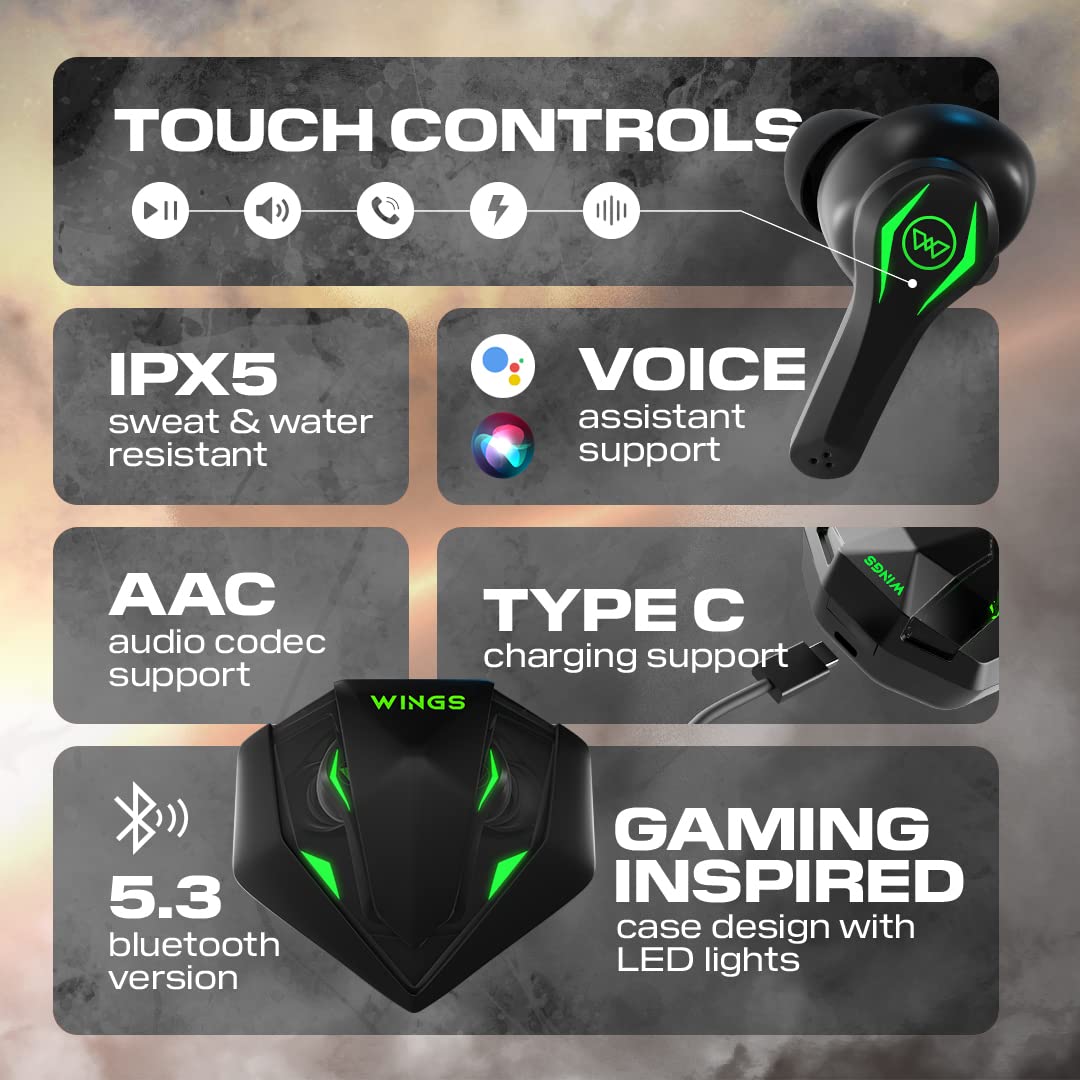 TOUCH CONTROLS
IPX5
sweat & water
resistant
VOICE
assistant
support
AAC
audio codec
support
TYPE C
charging support
WINGS
WINGS
5.3
bluetooth
version
GAMING
INSPIRED
case design with
LED lights